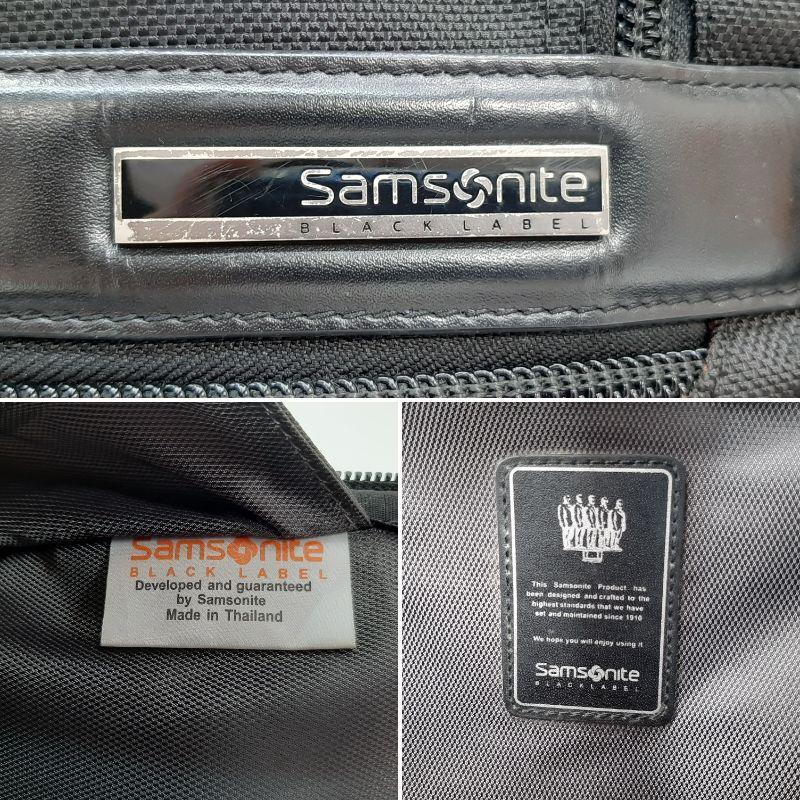 Samsonite
BLACK LABEL
Samsonite
BLACK LABEL
Developed and guaranteed
by Samsonite
Made in Thailand
This Samsonite Product has
been designed and crafted to the
highest standards that we have
set and maintained since 1910
We hope you will enjoy using it
Samsonite
BLACK LABEL